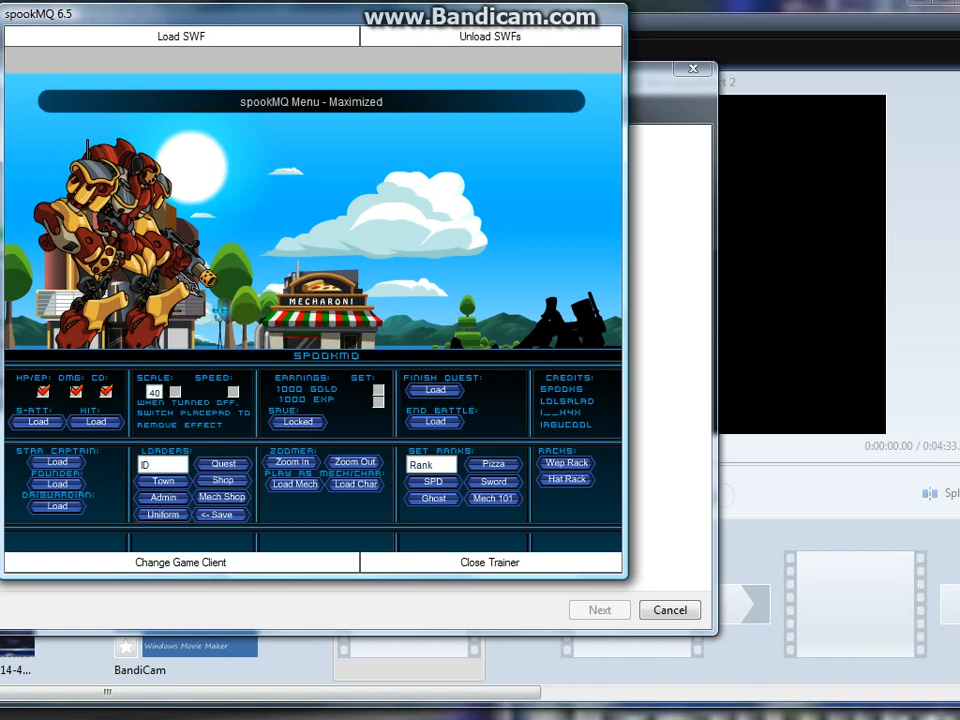 www.Bandicam.com
spookMQ 6.5
Load SWF
Unload SWFs
spookMQ Menu - Maximized
MECHARONI
SPOOKMQ
HP/EP: DMG: CD:
S-ATT: HIT:
Load Load
SCALE: SPEED:
40
WHEN TURNED OFF,
SWITCH PLACEPAD TO
REMOVE EFFECT
EARNINGS: GET:
1000 GOLD
1000 EXP
SAVE:
Locked
FINISH QUEST:
Load
END BATTLE:
Load
CREDITS:
SPOOKS
LOLSALAD
I__H4X
IAGUCOOL
STAR CAPTAIN:
Load
FOUNDER:
Load
DA/GUARDIAN:
Load
LOADERS:
ID Quest
Town Shop
Admin Mech Shop
Uniform <- Save
ZOOMER:
Zoom In Zoom Out
PLAY AS MECH/CHAR:
Load Mech Load Char
SET RANKS:
Rank Pizza
SPD Sword
Ghost Mech 101
RACKS:
Wep Rack
Hat Rack
Change Game Client
Close Trainer
Next
Cancel
0:00:00.00 / 0:04:33.
Spl
14-4...
Windows Movie Maker
BandiCam